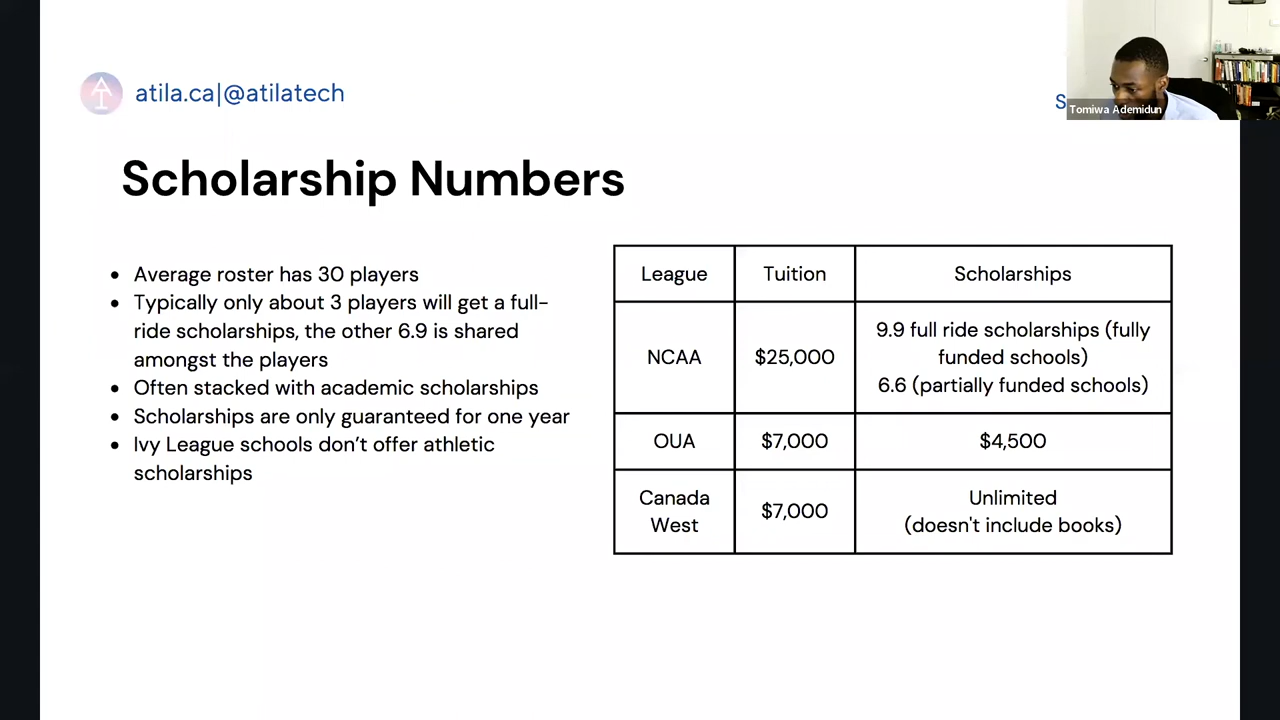 atila.ca|@atilatech
S
Tomiwa Ademidun
Scholarship Numbers
• Average roster has 30 players
• Typically only about 3 players will get a full-
ride scholarships, the other 6.9 is shared
amongst the players
• Often stacked with academic scholarships
• Scholarships are only guaranteed for one year
• Ivy League schools don't offer athletic
scholarships
League Tuition Scholarships
NCAA $25,000 9.9 full ride scholarships (fully
funded schools)
6.6 (partially funded schools)
OUA $7,000 $4,500
Canada
West $7,000 Unlimited
(doesn't include books)